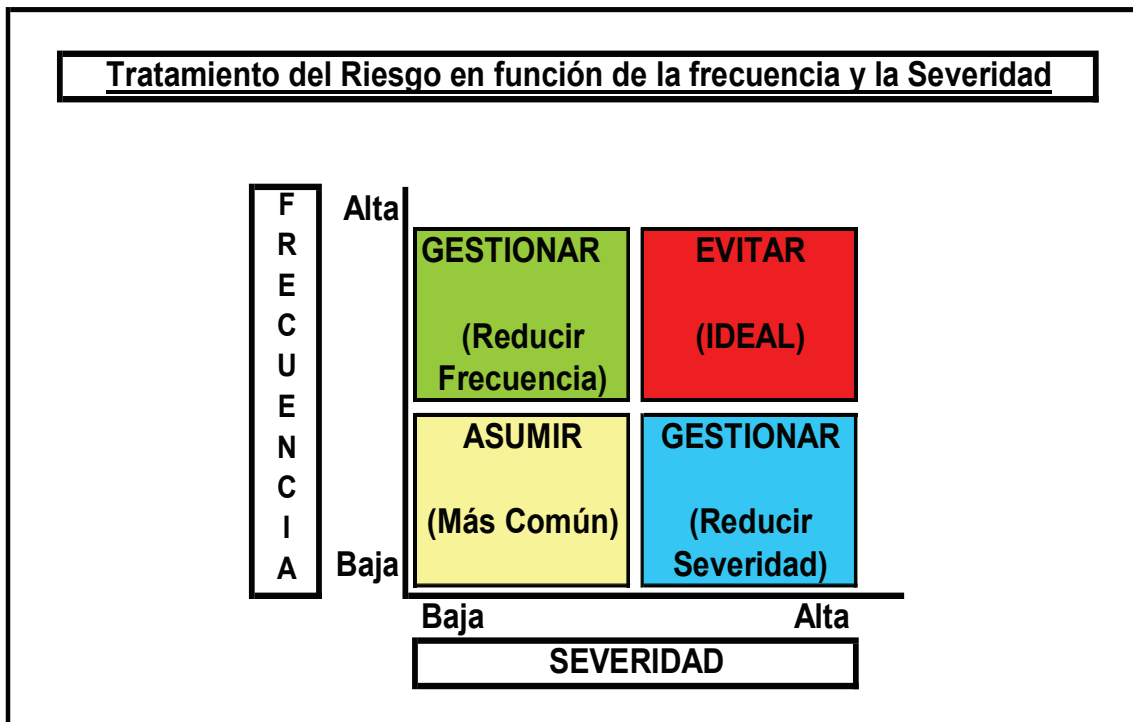 Tratamiento del Riesgo en función de la frecuencia y la Severidad
F
R
E
C
U
E
N
C
I
A
Alta
GESTIONAR
(Reducir
Frecuencia)
EVITAR
(IDEAL)
ASUMIR
(Más Común)
GESTIONAR
(Reducir
Severidad)
Baja
Baja
Alta
SEVERIDAD